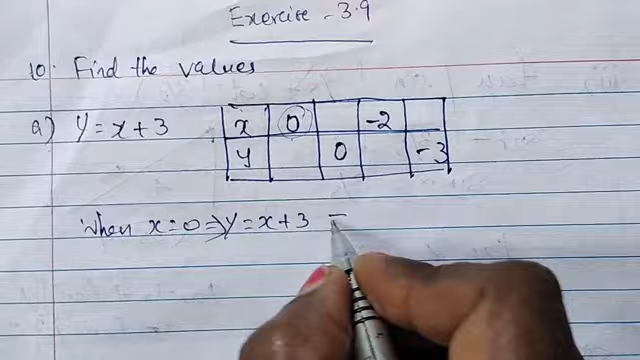 Exercise - 3.9
10. Find the values
a) y = x + 3
x 0 -2
y 0 -3
when x = 0 ⇒ y = x + 3 =